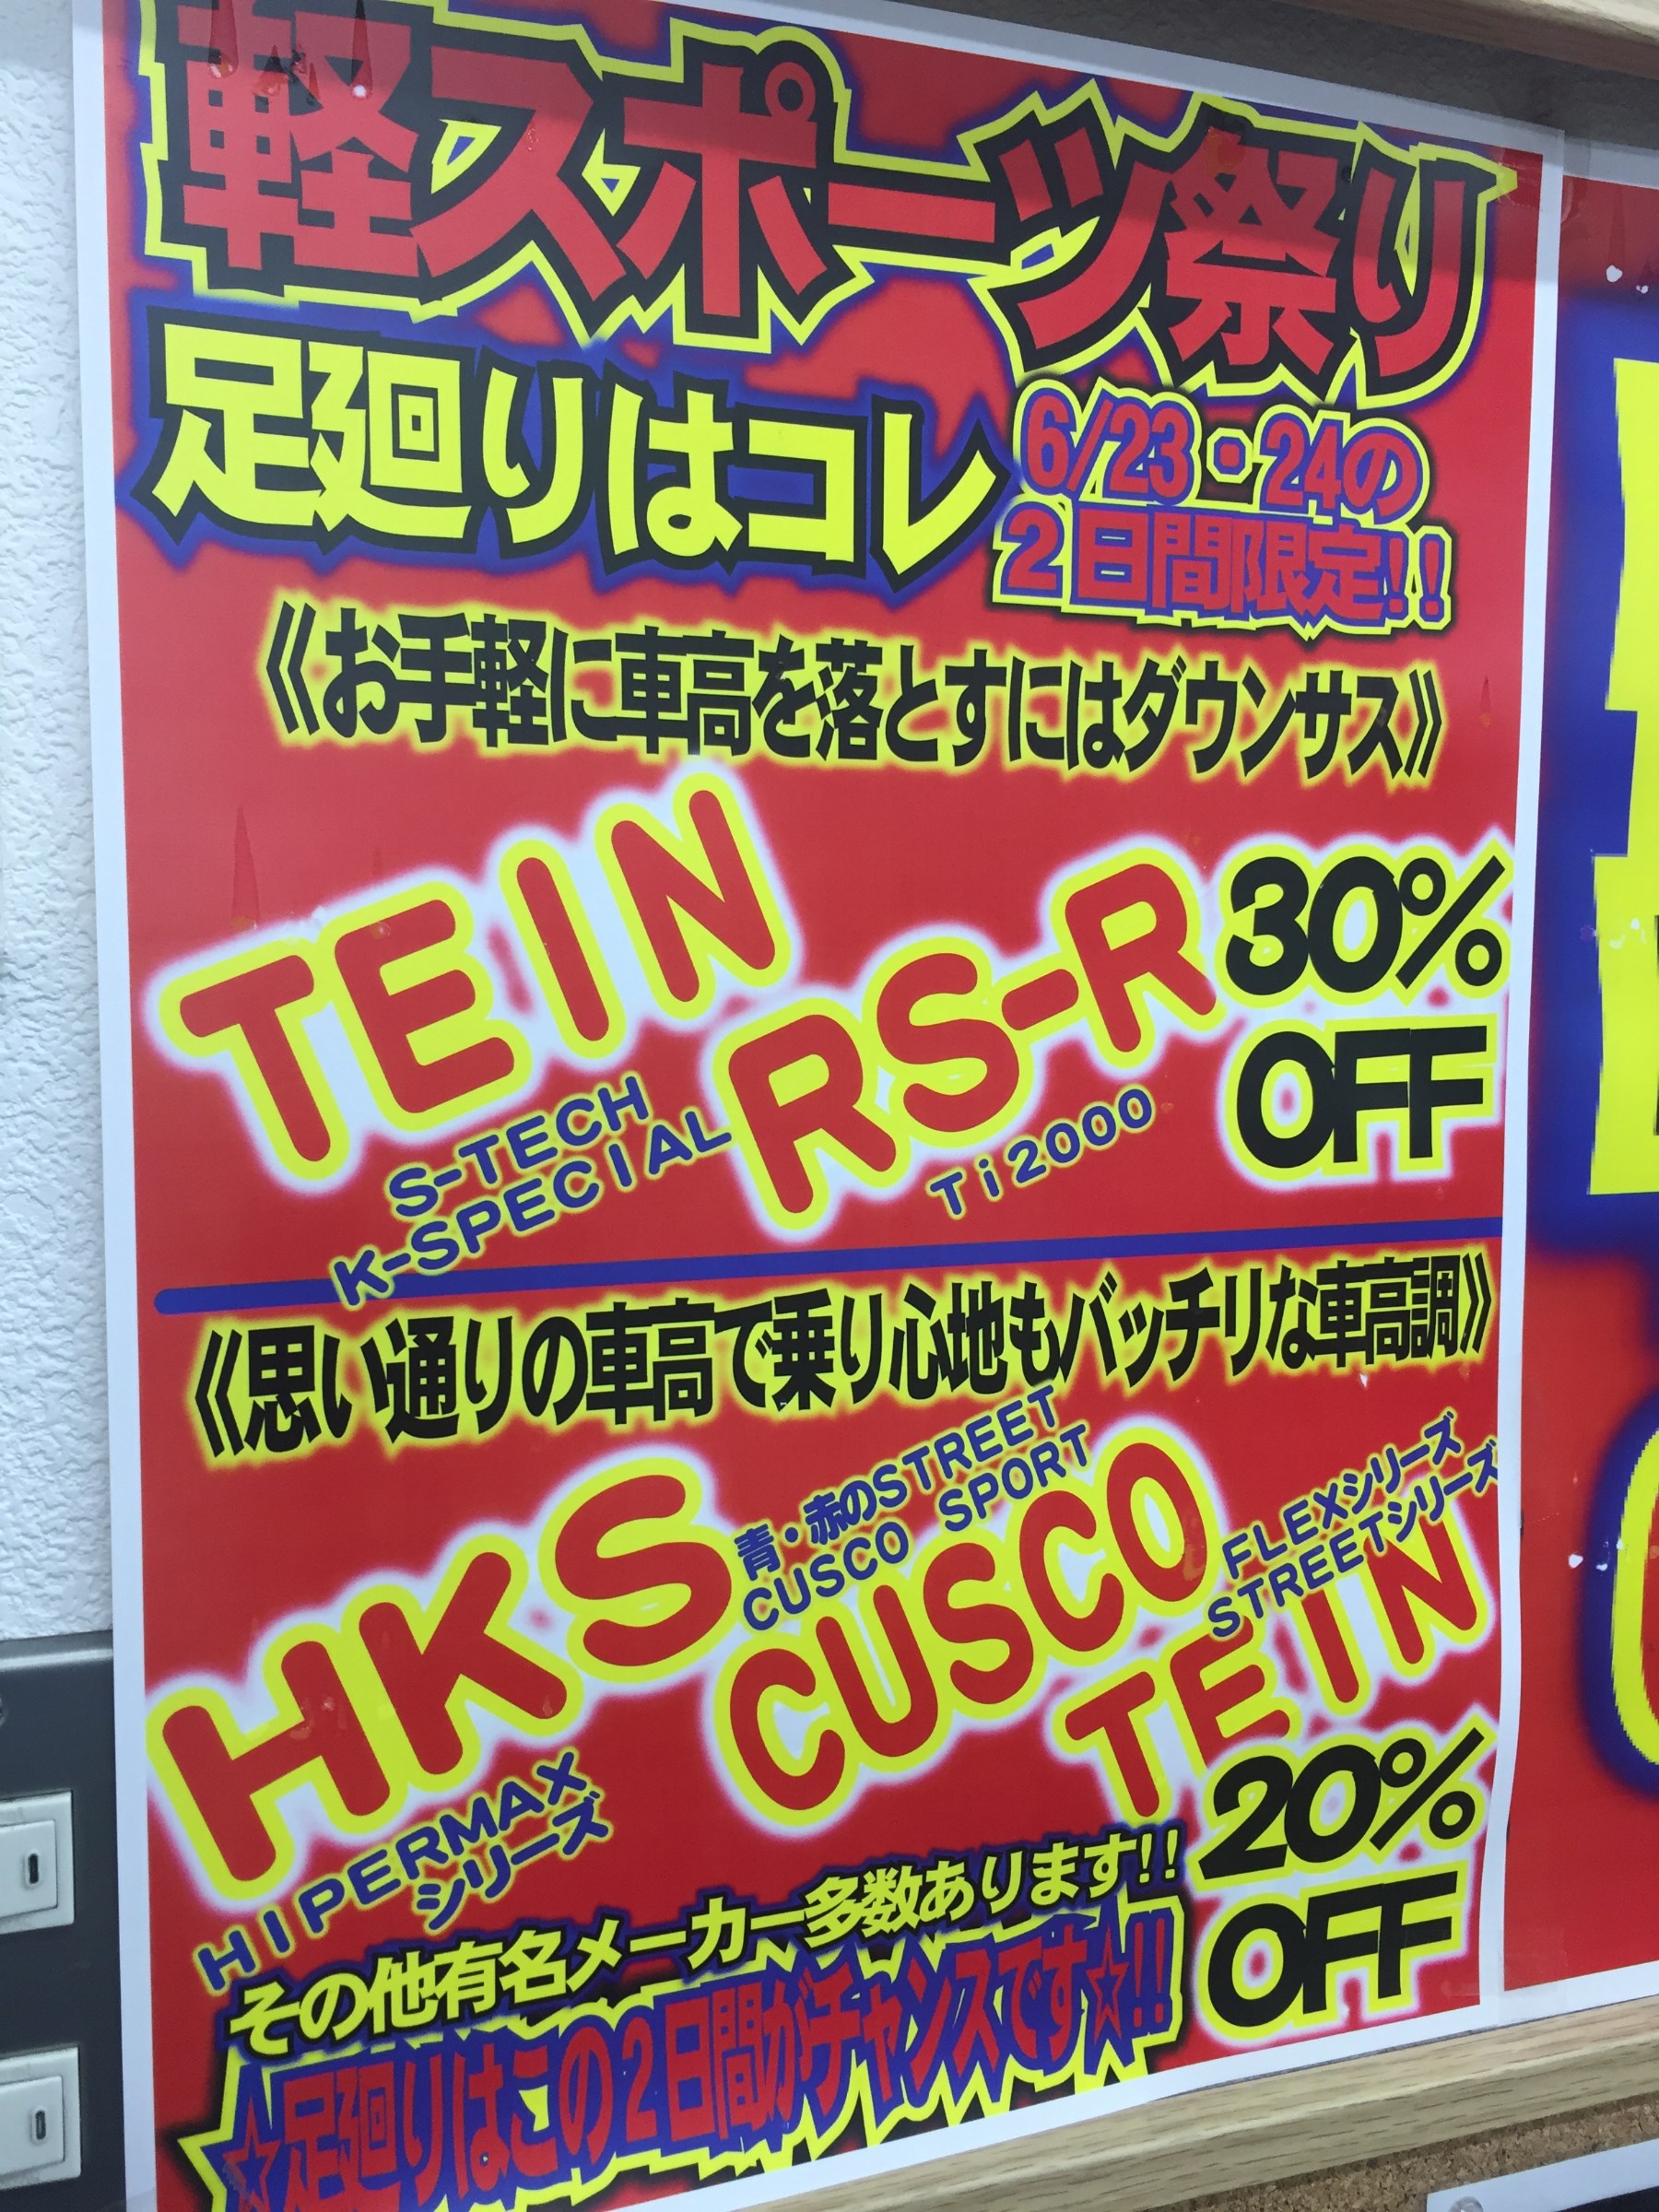 軽スポーツ祭り
足廻りはコレ
6/23・24の
2日間限定!!
《お手軽に車高を落とすにはダウンサス》
TEIN
S-TECH
K-SPECIAL
RS-R
Ti2000
30%
OFF
《思い通りの車高で乗り心地もバッチリな車高調》
HKS
HIPERMAX
シリーズ
青・赤のSTREET
CUSCO SPORT
CUSCO
FLEXシリーズ
STREETシリーズ
TEIN
20%
OFF
その他有名メーカー多数あります!!
☆足廻りはこの2日間がチャンスです☆!!